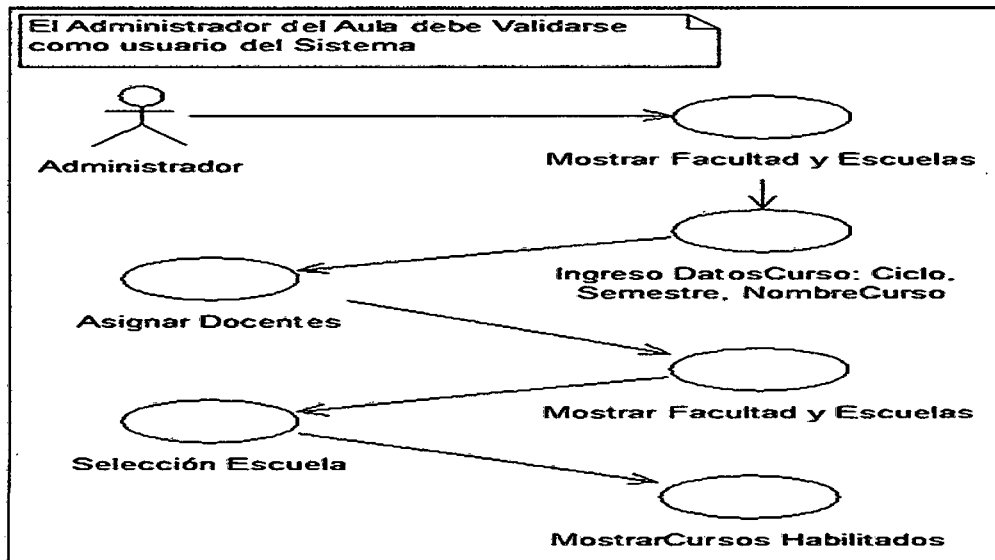 El Administrador del Aula debe Validarse
como usuario del Sistema
Administrador
Mostrar Facultad y Escuelas
Ingreso DatosCurso: Ciclo,
Semestre, NombreCurso
Asignar Docentes
Mostrar Facultad y Escuelas
Selección Escuela
MostrarCursos Habilitados